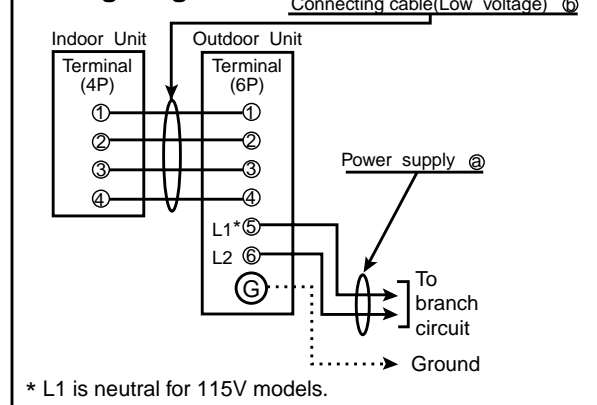 Connecting cable(Low voltage) ⓑ
Indoor Unit
Outdoor Unit
Terminal
(4P)
Terminal
(6P)
① ①
② ②
③ ③
④ ④
L1*⑤
L2 ⑥
G
Power supply ⓐ
To
branch
circuit
Ground
* L1 is neutral for 115V models.